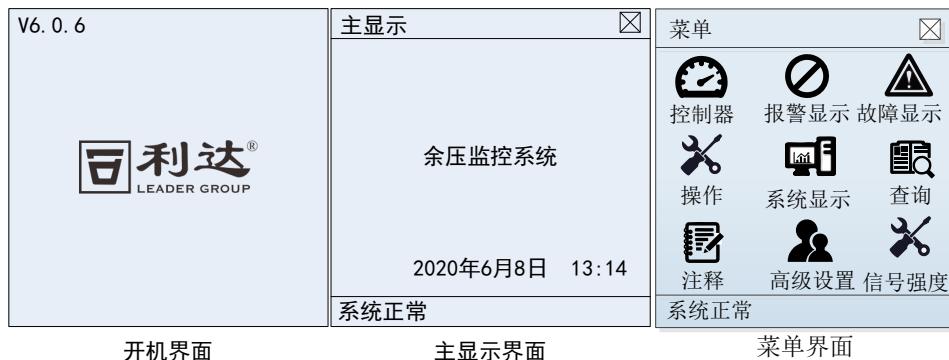 V6.0.6
利达®
LEADER GROUP
开机界面
主显示
余压监控系统
2020年6月8日 13:14
系统正常
主显示界面
菜单
控制器 报警显示 故障显示
操作 系统显示 查询
注释 高级设置 信号强度
系统正常
菜单界面